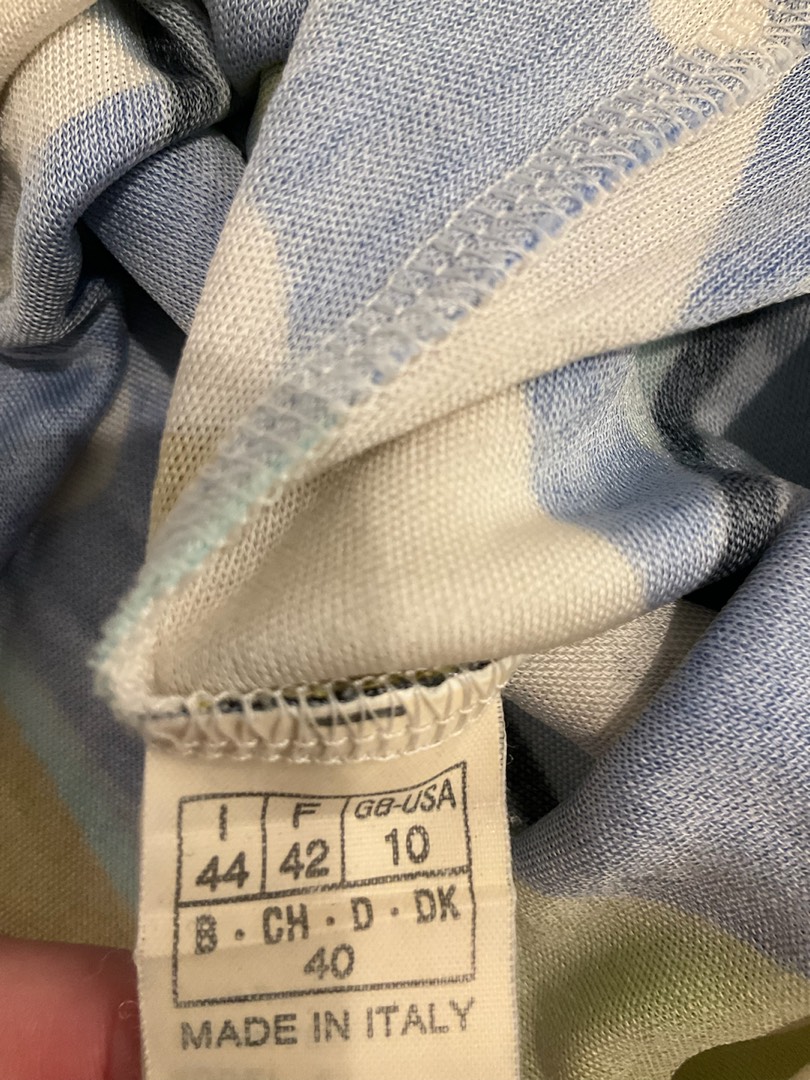 I F GB-USA
44 42 10
B · CH · D · DK
40
MADE IN ITALY